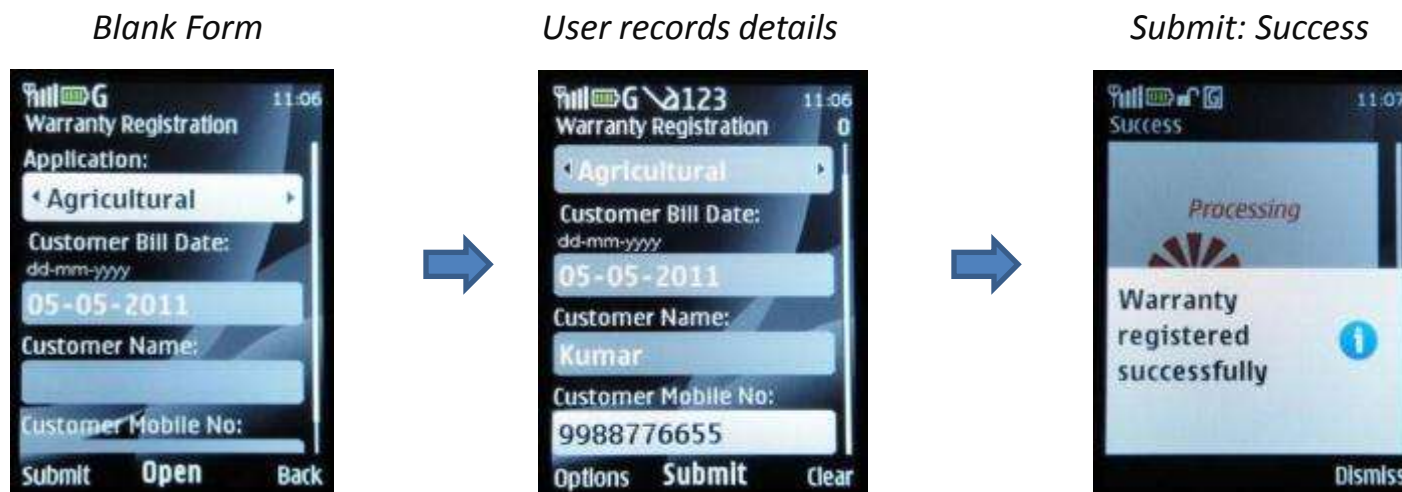 Blank Form
User records details
Submit: Success
G
11:06
Warranty Registration
Application:
Agricultural
Customer Bill Date:
dd-mm-yyyy
05-05-2011
Customer Name:
Customer Mobile No:
Submit Open Back
G 123
11:06
Warranty Registration 0
Agricultural
Customer Bill Date:
dd-mm-yyyy
05-05-2011
Customer Name:
Kumar
Customer Mobile No:
9988776655
Options Submit Clear
G
11:07
Success
Processing
Warranty
registered
successfully
i
Dismiss